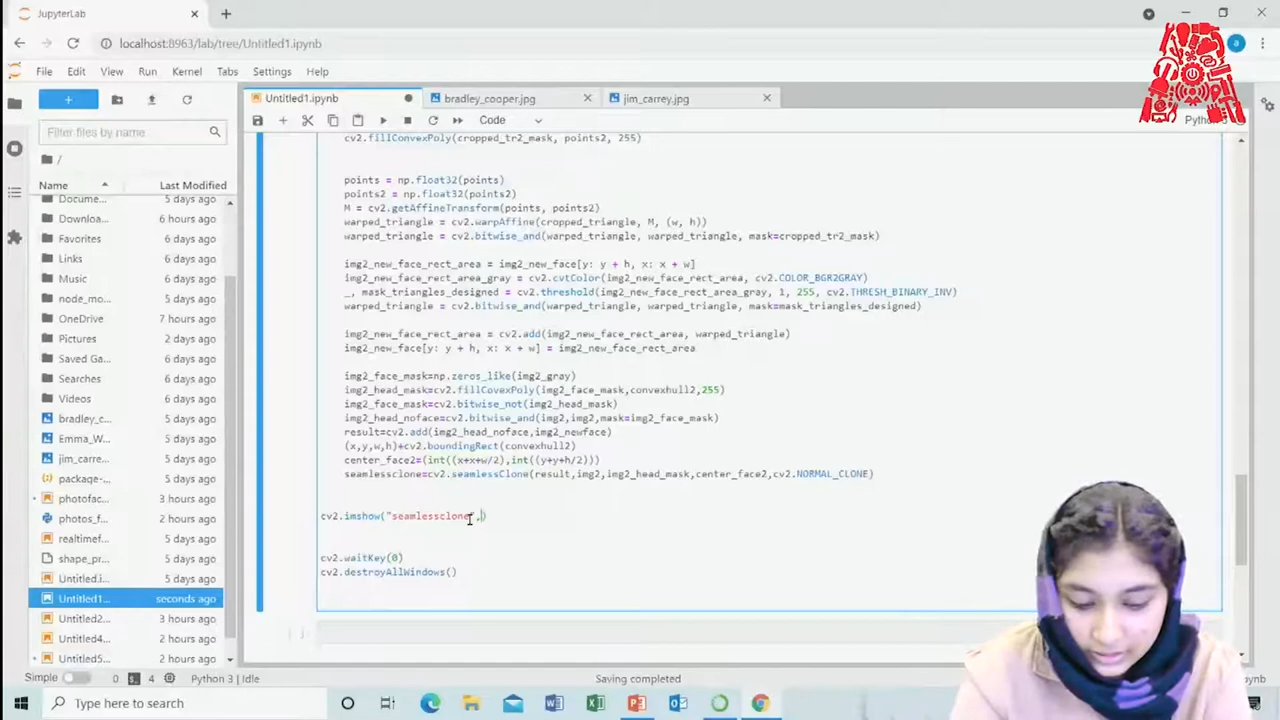 JupyterLab
localhost:8963/lab/tree/Untitled1.ipynb
a
File Edit View Run Kernel Tabs Settings Help
Untitled1.ipynb bradley_cooper.jpg jim_carrey.jpg
Code
Filter files by name
/
Name Last Modified
Docume... 5 days ago
Downloa... 6 hours ago
Favorites 6 days ago
Links 6 days ago
Music 6 days ago
node_mo... 6 days ago
OneDrive 7 hours ago
Pictures 2 days ago
Saved Ga... 6 days ago
Searches 6 days ago
Videos 6 days ago
bradley_c... 6 days ago
Emma_W... 6 days ago
jim_carre... 6 days ago
package-... 6 days ago
photoface... 3 hours ago
photos_f... 2 hours ago
realtimef... 5 days ago
shape_pr... 5 days ago
Untitled.i... 5 days ago
Untitled1... seconds ago
Untitled2... 3 hours ago
Untitled4... 2 hours ago
Untitled5... 2 hours ago
cv2.fillConvexPoly(cropped_tr2_mask, points2, 255)
points = np.float32(points)
points2 = np.float32(points2)
M = cv2.getAffineTransform(points, points2)
warped_triangle = cv2.warpAffine(cropped_triangle, M, (w, h))
warped_triangle = cv2.bitwise_and(warped_triangle, warped_triangle, mask=cropped_tr2_mask)
img2_new_face_rect_area = img2_new_face[y: y + h, x: x + w]
img2_new_face_rect_area_gray = cv2.cvtColor(img2_new_face_rect_area, cv2.COLOR_BGR2GRAY)
_, mask_triangles_designed = cv2.threshold(img2_new_face_rect_area_gray, 1, 255, cv2.THRESH_BINARY_INV)
warped_triangle = cv2.bitwise_and(warped_triangle, warped_triangle, mask=mask_triangles_designed)
img2_new_face_rect_area = cv2.add(img2_new_face_rect_area, warped_triangle)
img2_new_face[y: y + h, x: x + w] = img2_new_face_rect_area
img2_face_mask=np.zeros_like(img2_gray)
img2_head_mask=cv2.fillCovexPoly(img2_face_mask,convexhull2,255)
img2_face_mask=cv2.bitwise_not(img2_head_mask)
img2_head_noface=cv2.bitwise_and(img2,img2,mask=img2_face_mask)
result=cv2.add(img2_head_noface,img2_newface)
(x,y,w,h)+cv2.boundingRect(convexhull2)
center_face2=(int((x+x+w/2),int((y+y+h/2)))
seamlessclone=cv2.seamlessClone(result,img2,img2_head_mask,center_face2,cv2.NORMAL_CLONE)
cv2.imshow("seamlessclone",)
cv2.waitKey(0)
cv2.destroyAllWindows()
Simple 0 4 Python 3 | Idle Saving completed
Type here to search